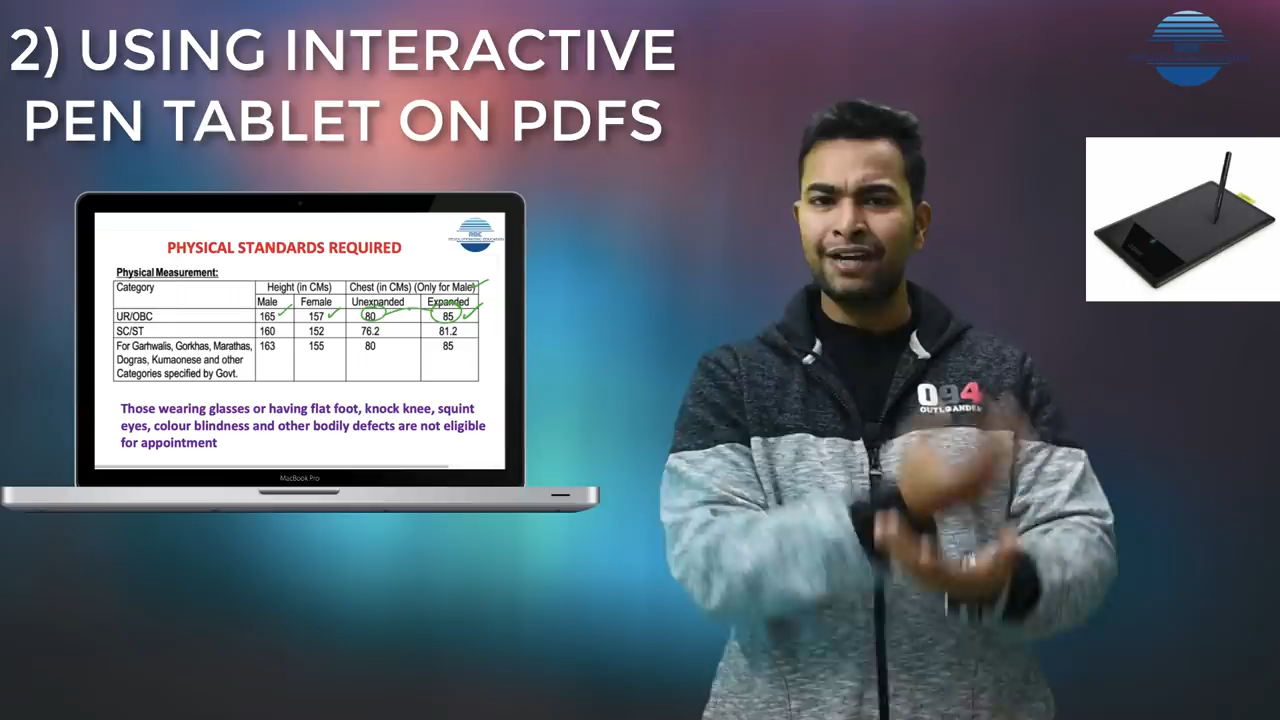 2) USING INTERACTIVE
PEN TABLET ON PDFS
PHYSICAL STANDARDS REQUIRED
Physical Measurement:
Category Height (in CMs) Chest (in CMs) (Only for Male)
Male Female Unexpanded Expanded
UR/OBC 165 157 80 85
SC/ST 160 152 76.2 81.2
For Garhwalis, Gorkhas, Marathas, 163 155 80 85
Dogras, Kumaonese and other
Categories specified by Govt.
Those wearing glasses or having flat foot, knock knee, squint
eyes, colour blindness and other bodily defects are not eligible
for appointment
MacBook Pro
094
OUTLANDER